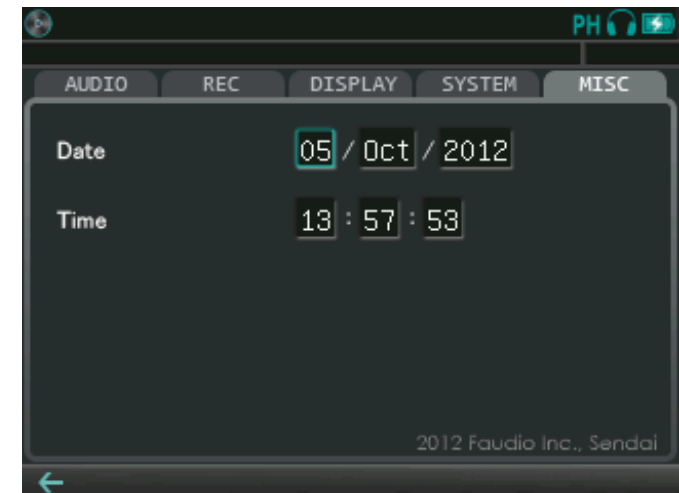 PH
AUDIO REC DISPLAY SYSTEM MISC
Date 05 / Oct / 2012
Time 13 : 57 : 53
2012 Faudio Inc., Sendai